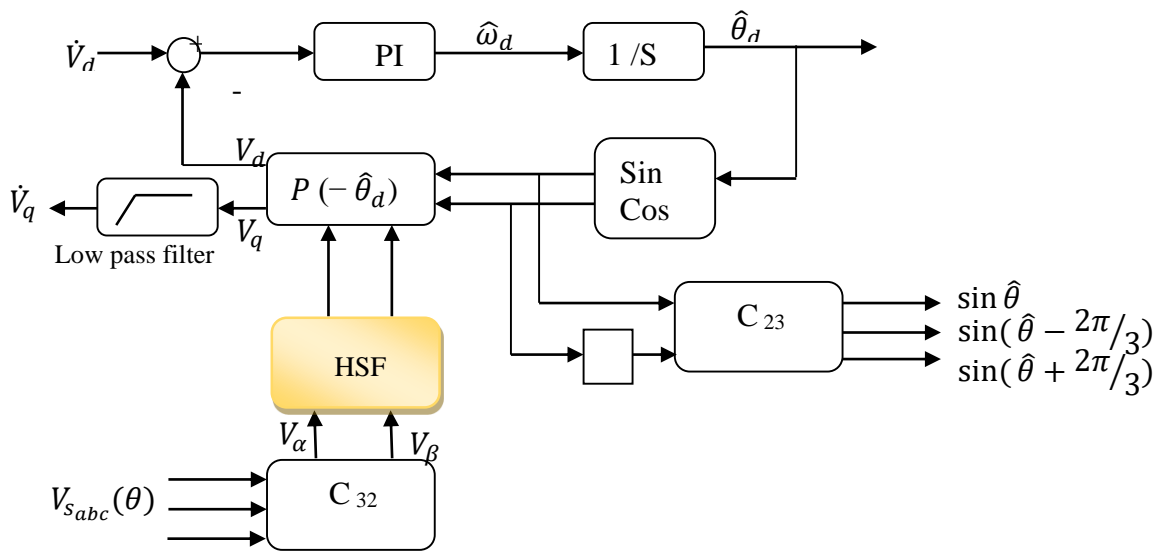 V̇d
+
-
PI
ω̂d
1 /S
θ̂d
Vd
P (− θ̂d)
Sin
Cos
V̇q
Vq
Low pass filter
C 23
sin θ̂
sin( θ̂ − 2π/3)
sin( θ̂ + 2π/3)
HSF
Vα
Vβ
Vsabc(θ)
C 32